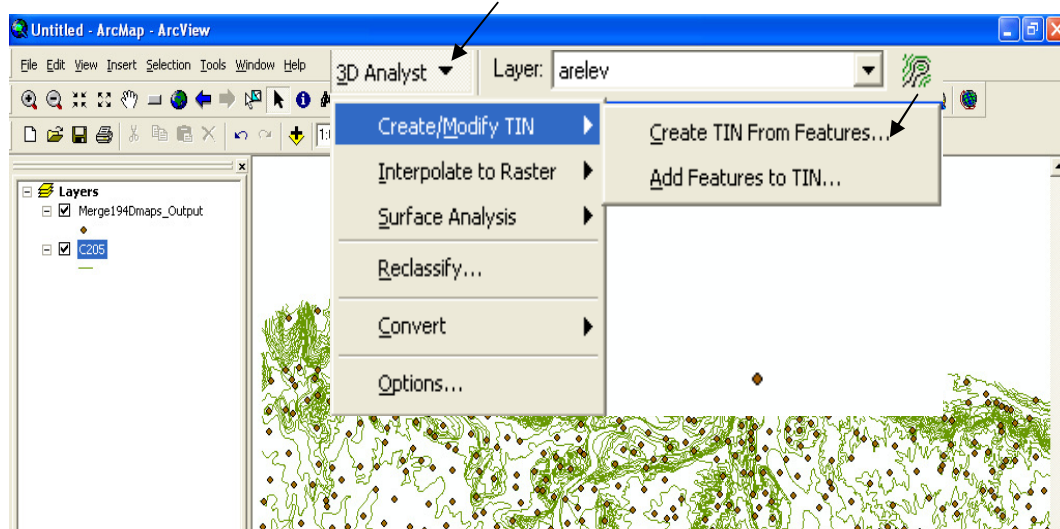 Untitled - ArcMap - ArcView
File Edit View Insert Selection Tools Window Help
3D Analyst
Layer: arelev
Create/Modify TIN
Create TIN From Features...
Interpolate to Raster
Add Features to TIN...
Surface Analysis
Reclassify...
Convert
Options...
Layers
Merge194Dmaps_Output
C205